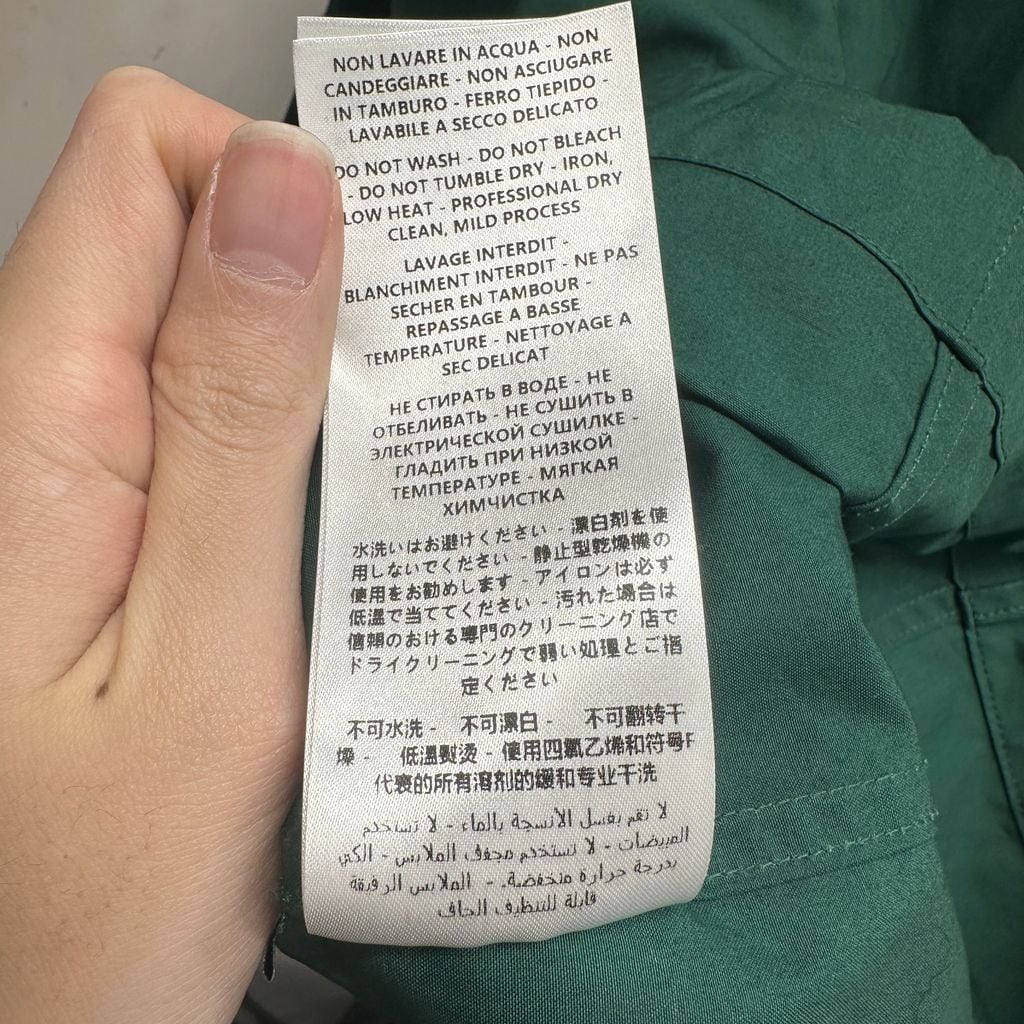 NON LAVARE IN ACQUA - NON
CANDEGGIARE - NON ASCIUGARE
IN TAMBURO - FERRO TIEPIDO -
LAVABILE A SECCO DELICATO
DO NOT WASH - DO NOT BLEACH
- DO NOT TUMBLE DRY - IRON,
LOW HEAT - PROFESSIONAL DRY
CLEAN, MILD PROCESS
LAVAGE INTERDIT -
BLANCHIMENT INTERDIT - NE PAS
SECHER EN TAMBOUR -
REPASSAGE A BASSE
TEMPERATURE - NETTOYAGE A
SEC DELICAT
НЕ СТИРАТЬ В ВОДЕ - НЕ
ОТБЕЛИВАТЬ - НЕ СУШИТЬ В
ЭЛЕКТРИЧЕСКОЙ СУШИЛКЕ -
ГЛАДИТЬ ПРИ НИЗКОЙ
ТЕМПЕРАТУРЕ - МЯГКАЯ
ХИМЧИСТКА
水洗いはお避けください - 漂白剤を使
用しないでください - 静止型乾燥機の
使用をお勧めします - アイロンは必ず
低温で当ててください - 汚れた場合は
信頼のおける専門のクリーニング店で
ドライクリーニングで弱い処理とご指
定ください
不可水洗 - 不可漂白 - 不可翻转干
燥 - 低温熨烫 - 使用四氯乙烯和符号F
代表的所有溶剂的缓和专业干洗
لا تقم بغسل الأنسجة بالماء - لا تستخدم
المبيضات - لا تستخدم مجفف الملابس - الكي
بدرجة حرارة منخفضة. - الملابس الرقيقة
قابلة للتنظيف الجاف